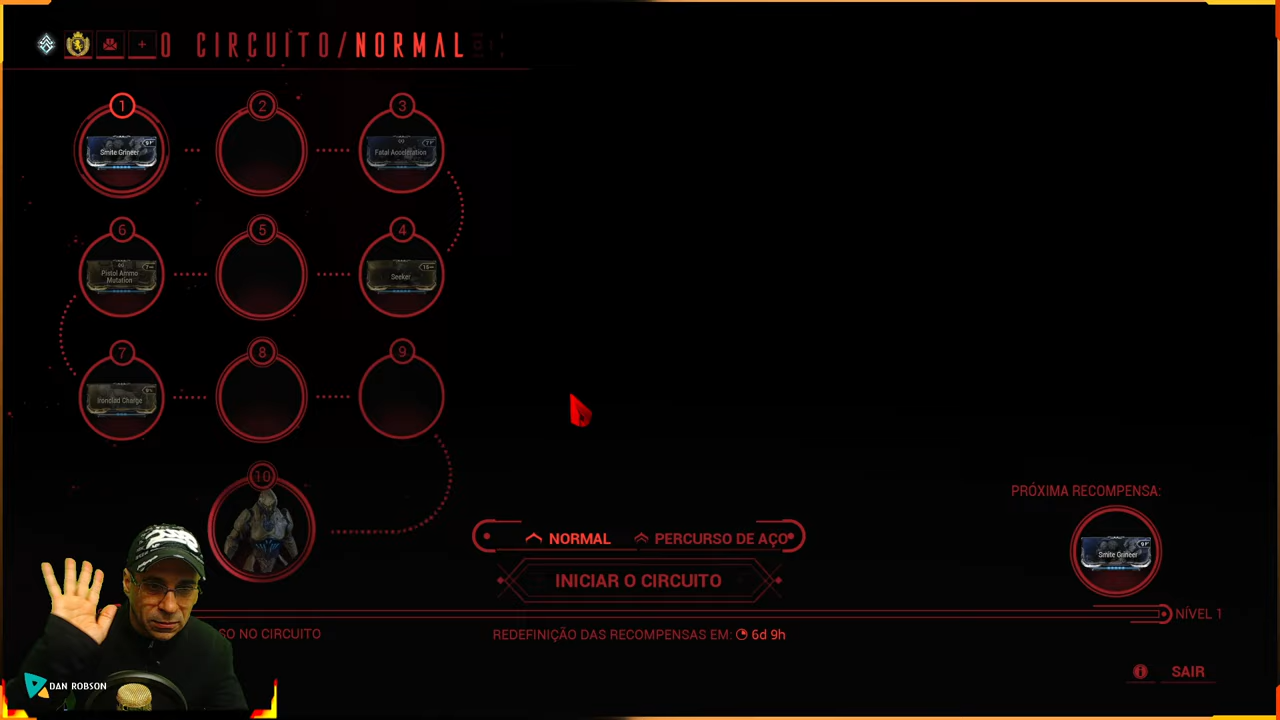 O CIRCUITO/NORMAL
1
2
3
Smite Grineer
Fatal Acceleration
6
5
4
Pistol Ammo
Mutation
Seeker
7
8
9
Ironclad Charge
10
PRÓXIMA RECOMPENSA:
NORMAL
PERCURSO DE AÇO
Smite Grineer
INICIAR O CIRCUITO
NÍVEL 1
NO CIRCUITO
REDEFINIÇÃO DAS RECOMPENSAS EM: 6d 9h
SAIR
DAN ROBSON